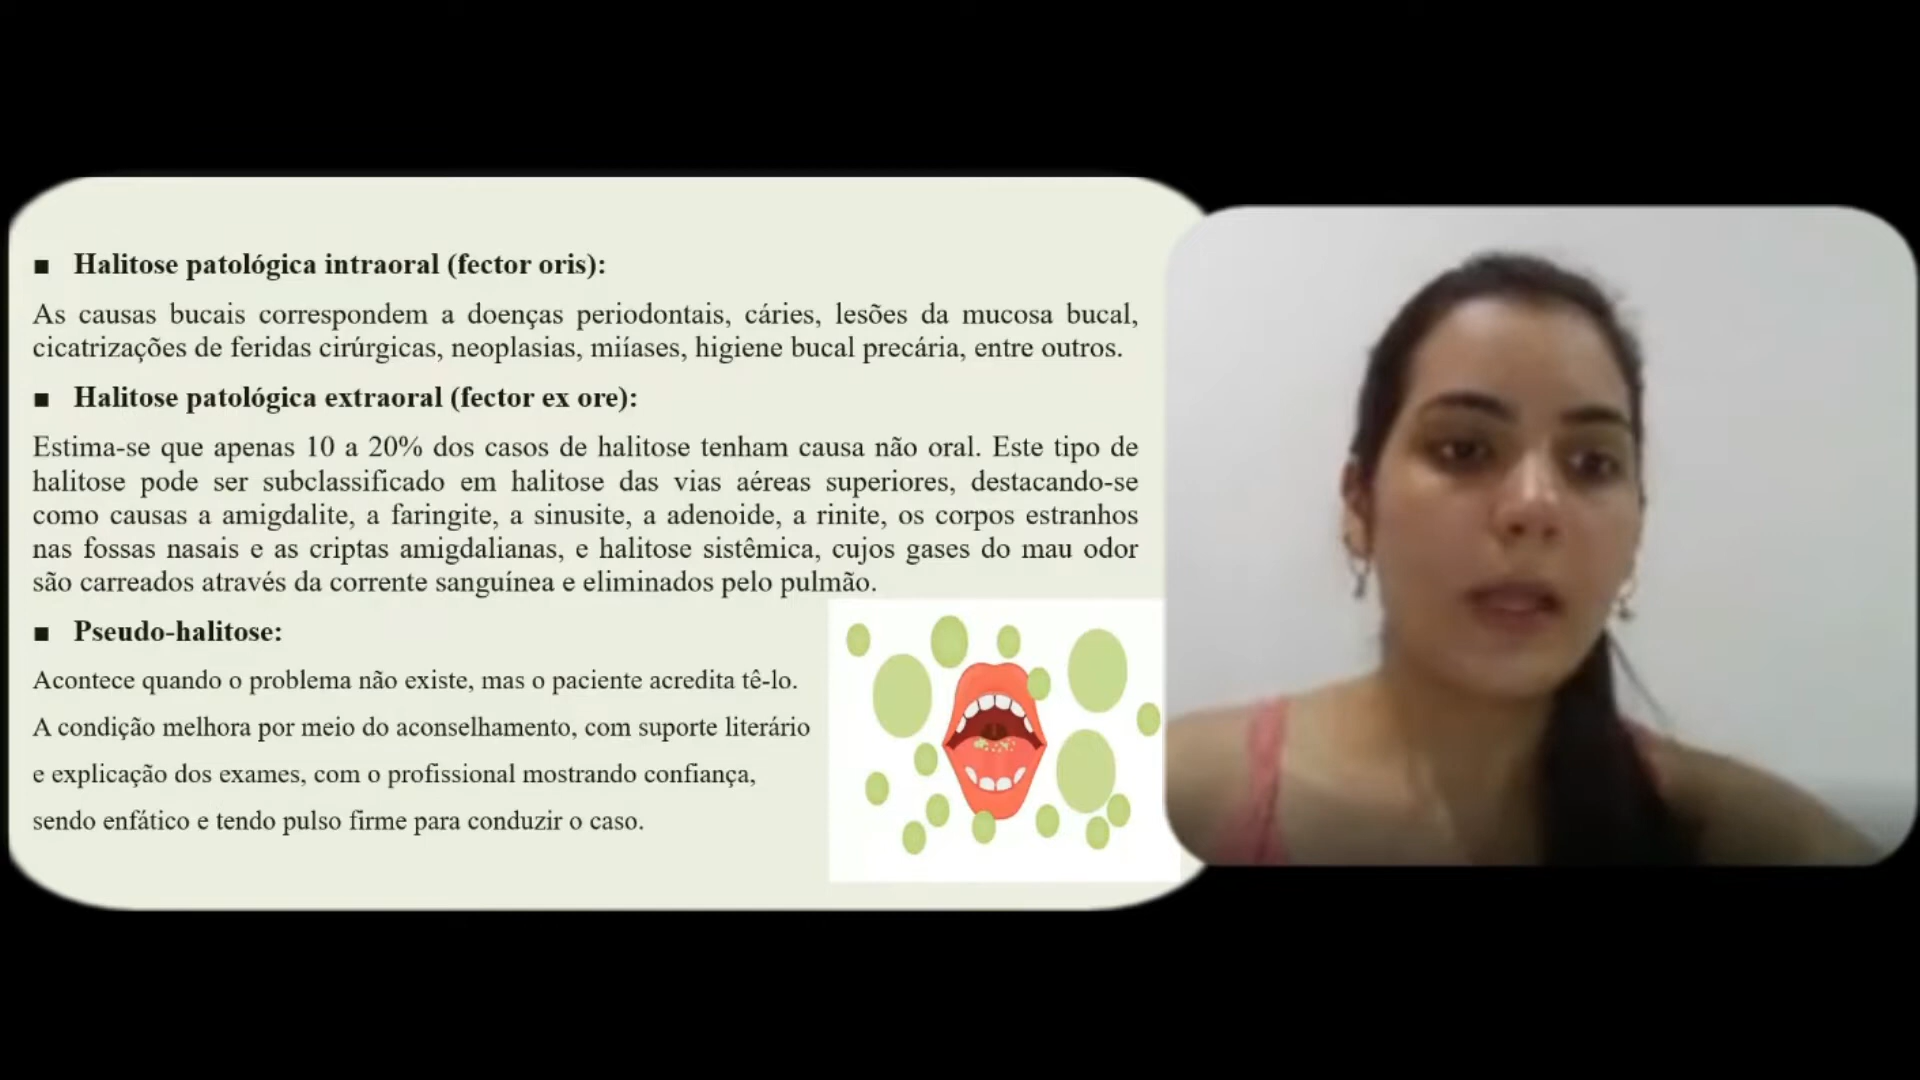 ■ Halitose patológica intraoral (fector oris):
As causas bucais correspondem a doenças periodontais, cáries, lesões da mucosa bucal,
cicatrizações de feridas cirúrgicas, neoplasias, miíases, higiene bucal precária, entre outros.
■ Halitose patológica extraoral (fector ex ore):
Estima-se que apenas 10 a 20% dos casos de halitose tenham causa não oral. Este tipo de
halitose pode ser subclassificado em halitose das vias aéreas superiores, destacando-se
como causas a amigdalite, a faringite, a sinusite, a adenoide, a rinite, os corpos estranhos
nas fossas nasais e as criptas amigdalianas, e halitose sistêmica, cujos gases do mau odor
são carreados através da corrente sanguínea e eliminados pelo pulmão.
■ Pseudo-halitose:
Acontece quando o problema não existe, mas o paciente acredita tê-lo.
A condição melhora por meio do aconselhamento, com suporte literário
e explicação dos exames, com o profissional mostrando confiança,
sendo enfático e tendo pulso firme para conduzir o caso.